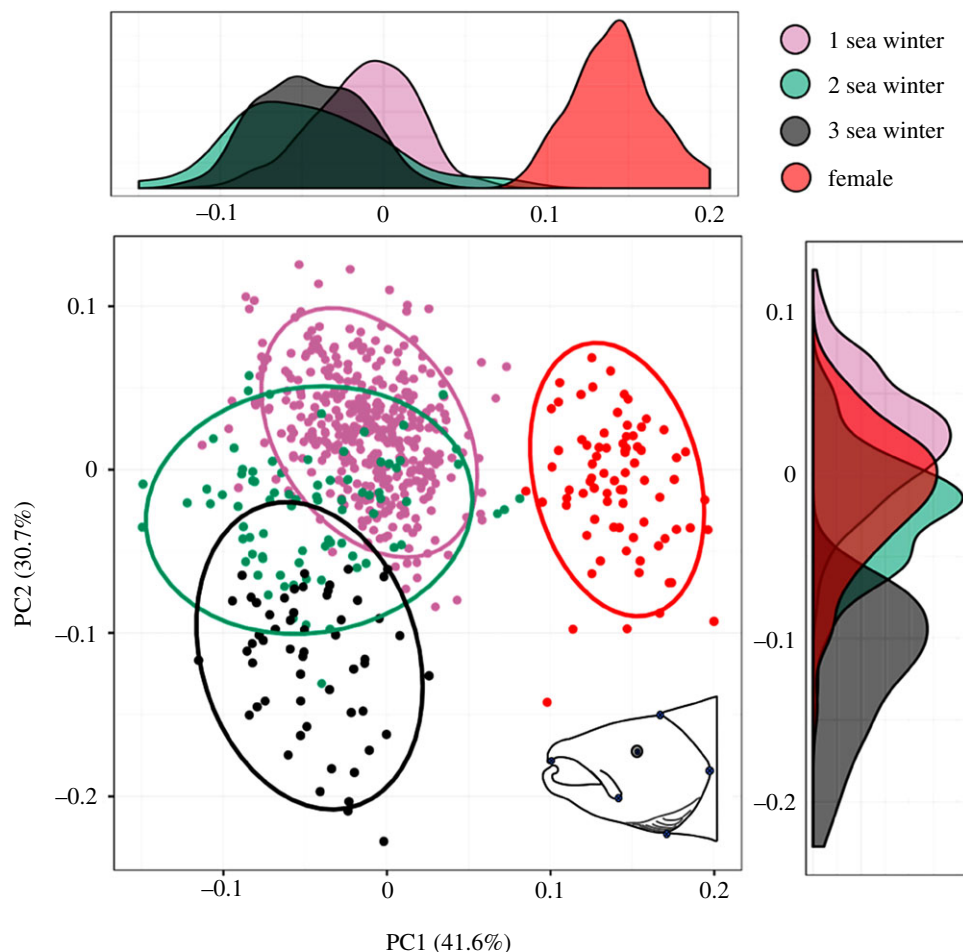 1 sea winter
2 sea winter
3 sea winter
female
–0.1 0 0.1 0.2
0.1
0
–0.1
–0.2
PC2 (30.7%)
0.1
0
–0.1
–0.2
–0.1 0 0.1 0.2
PC1 (41.6%)